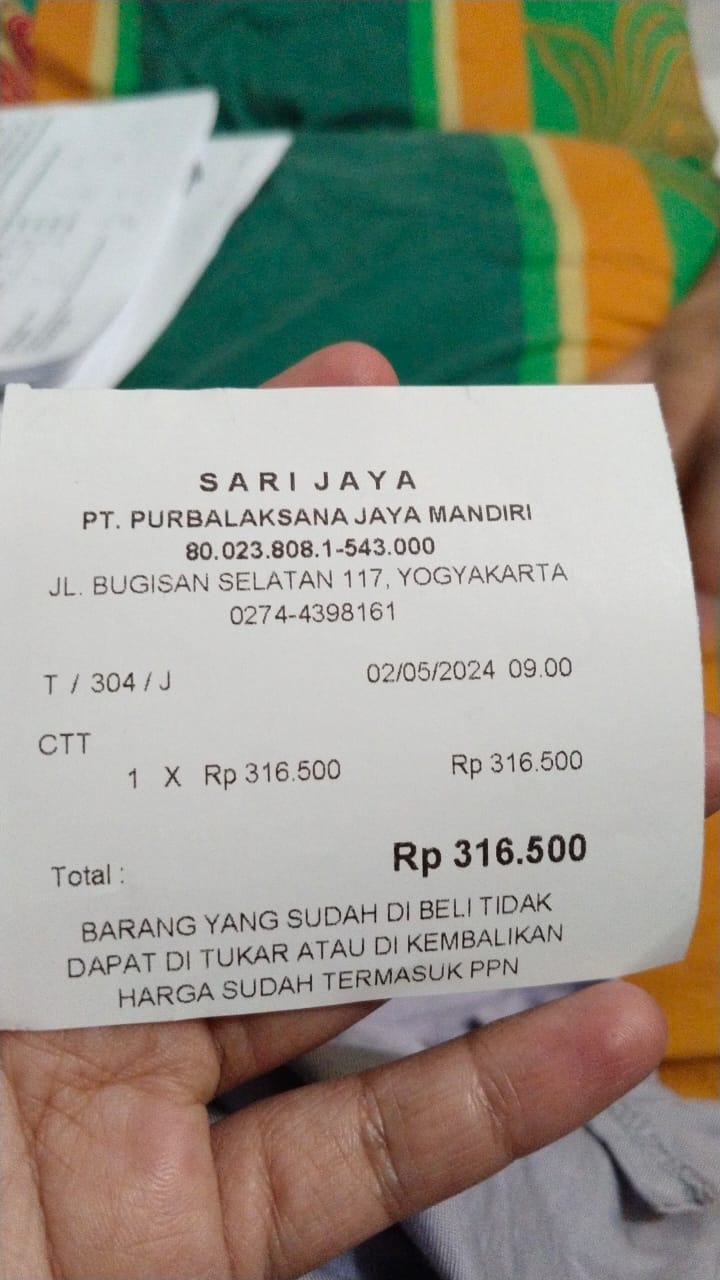 SARI JAYA
PT. PURBALAKSANA JAYA MANDIRI
80.023.808.1-543.000
JL. BUGISAN SELATAN 117, YOGYAKARTA
0274-4398161
T / 304 / J 02/05/2024 09.00
CTT
1 X Rp 316.500 Rp 316.500
Total : Rp 316.500
BARANG YANG SUDAH DI BELI TIDAK
DAPAT DI TUKAR ATAU DI KEMBALIKAN
HARGA SUDAH TERMASUK PPN